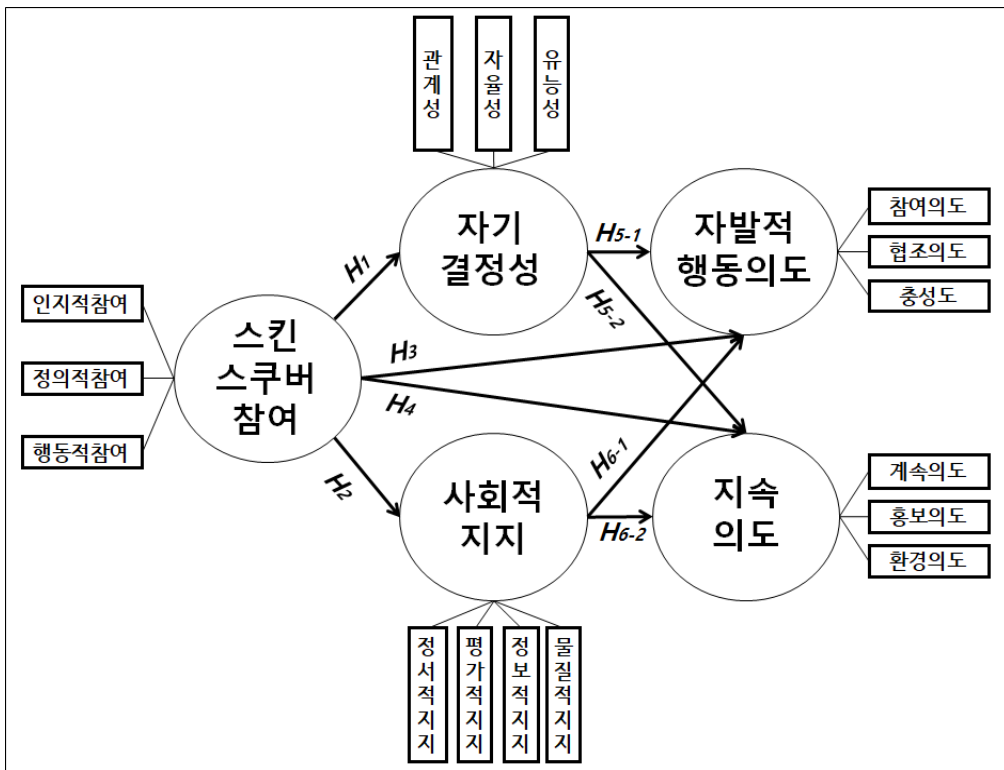 관계성
자율성
유능성
자기
결정성
자발적
행동의도
참여의도
협조의도
충성도
H1
H5-1
H5-2
인지적참여
정의적참여
행동적참여
스킨
스쿠버
참여
H3
H4
H2
H6-1
H6-2
사회적
지지
지속
의도
계속의도
홍보의도
환경의도
정서적지지
평가적지지
정보적지지
물질적지지